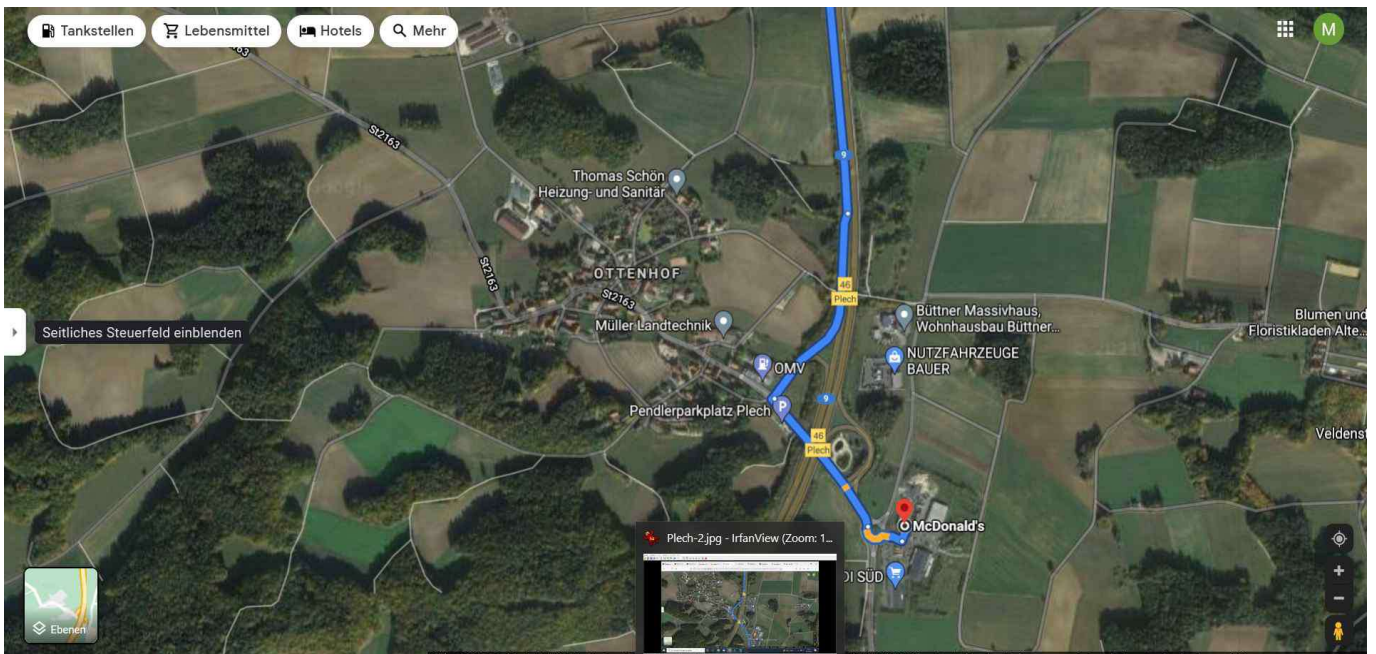 Tankstellen
Lebensmittel
Hotels
Mehr
M
St2163
9
Thomas Schön
Heizung- und Sanitär
OTTENHOF
St2163
St2163
46
Plech
Büttner Massivhaus,
Wohnhausbau Büttner...
Blumen und
Floristikladen Alte...
Seitliches Steuerfeld einblenden
Müller Landtechnik
NUTZFAHRZEUGE
BAUER
OMV
9
Pendlerparkplatz Plech
P
46
Plech
Veldenst
McDonald's
Plech-2.jpg - IrfanView (Zoom: 1...
DI SÜD
Ebenen